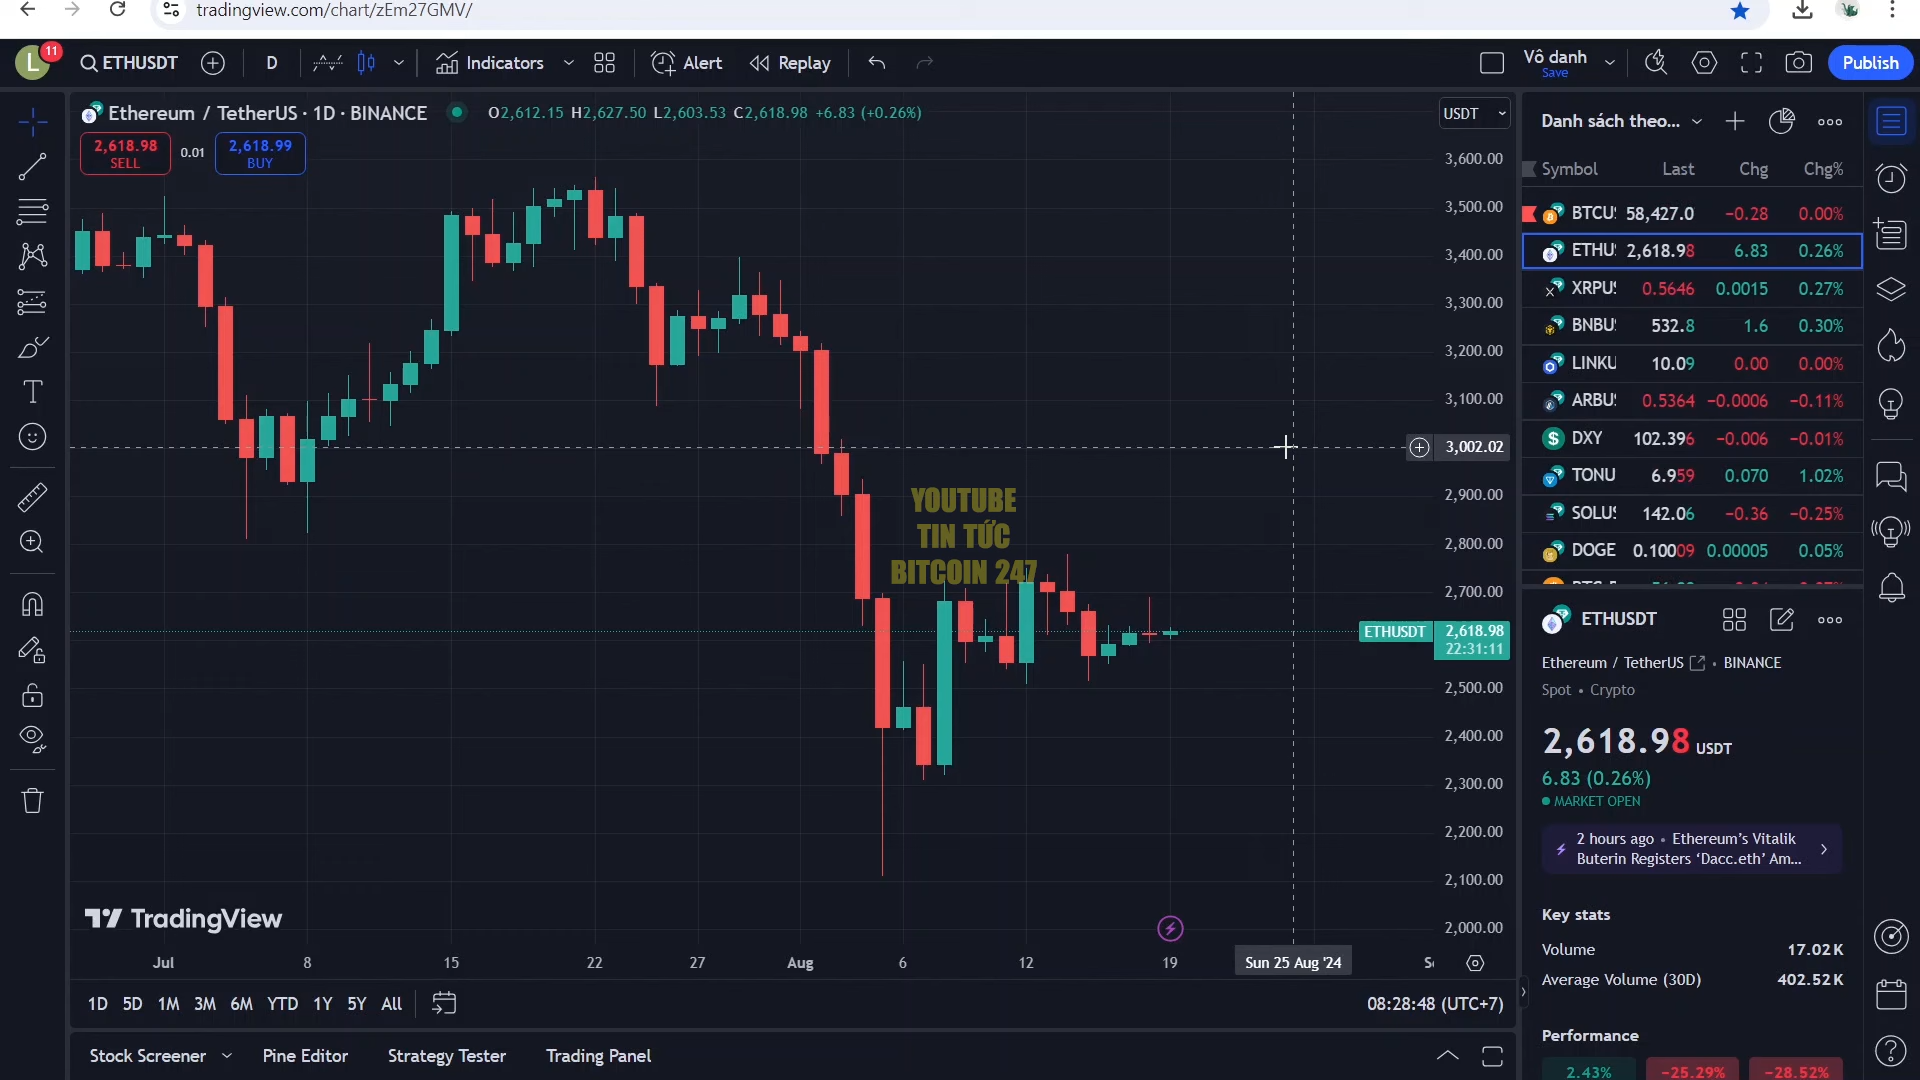 tradingview.com/chart/zEm27GMV/
L 11 ETHUSDT D Indicators Alert Replay Vô danh Save Publish
Ethereum / TetherUS · 1D · BINANCE O2,612.15 H2,627.50 L2,603.53 C2,618.98 +6.83 (+0.26%) USDT
2,618.98 SELL 0.01 2,618.99 BUY
3,600.00
3,500.00
3,400.00
3,300.00
3,200.00
3,100.00
3,002.02
2,900.00
2,800.00
2,700.00
ETHUSDT 2,618.98
22:31:11
2,500.00
2,400.00
2,300.00
2,200.00
2,100.00
2,000.00
YOUTUBE
TIN TỨC
BITCOIN 247
TradingView
Jul 8 15 22 27 Aug 6 12 19 Sun 25 Aug '24
1D 5D 1M 3M 6M YTD 1Y 5Y All 08:28:48 (UTC+7)
Stock Screener Pine Editor Strategy Tester Trading Panel
Danh sách theo...
Symbol Last Chg Chg%
BTCU 58,427.0 −0.28 0.00%
ETHU 2,618.98 6.83 0.26%
XRPU 0.5646 0.0015 0.27%
BNBU 532.8 1.6 0.30%
LINKU 10.09 0.00 0.00%
ARBU 0.5364 −0.0006 −0.11%
DXY 102.396 −0.006 −0.01%
TONU 6.959 0.070 1.02%
SOLU 142.06 −0.36 −0.25%
DOGE 0.10009 0.00005 0.05%
ETHUSDT
Ethereum / TetherUS • BINANCE
Spot • Crypto
2,618.98 USDT
6.83 (0.26%)
MARKET OPEN
2 hours ago • Ethereum's Vitalik
Buterin Registers 'Dacc.eth' Am...
Key stats
Volume 17.02K
Average Volume (30D) 402.52K
Performance
2.43% −25.29% −28.52%